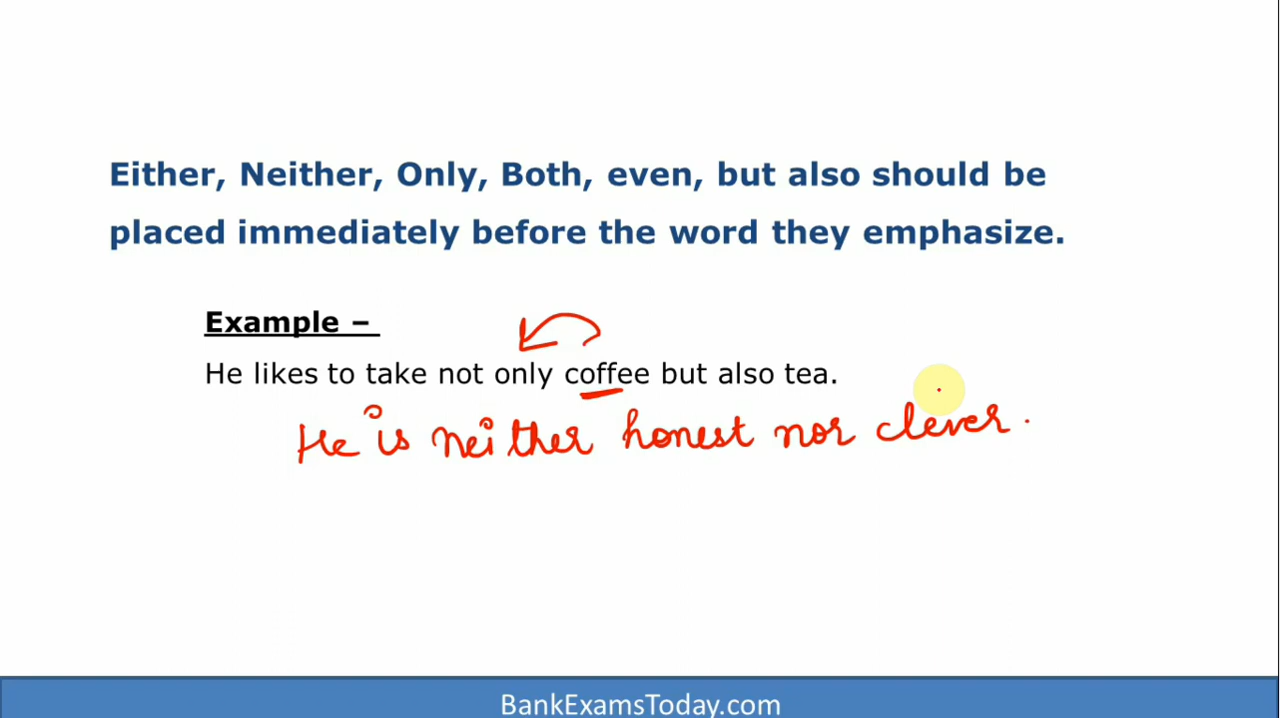 Either, Neither, Only, Both, even, but also should be
placed immediately before the word they emphasize.
Example –
He likes to take not only coffee but also tea.
He is neither honest nor clever.
BankExamsToday.com